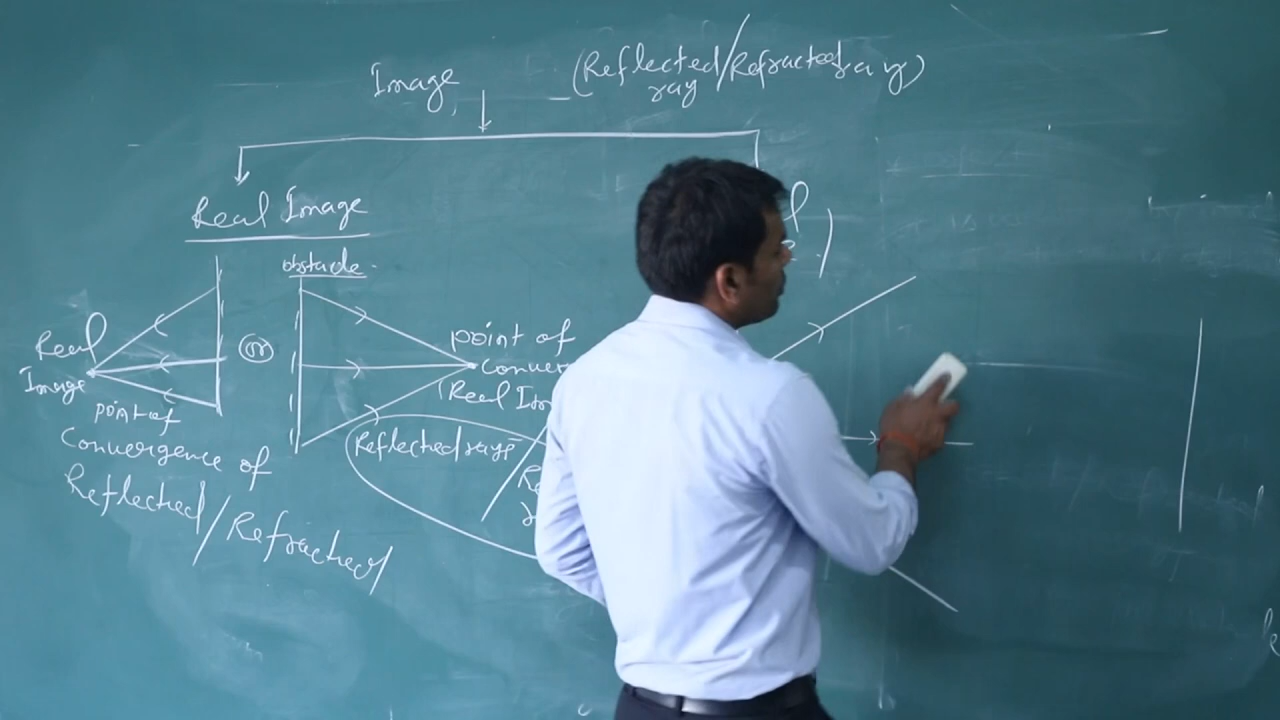 Image
(Reflected/Refracted ray)
ray
Real Image
obstacle
Real
Image
or
point of
Convergence of
Reflected/Refracted/
point of
(Real
Reflected rays